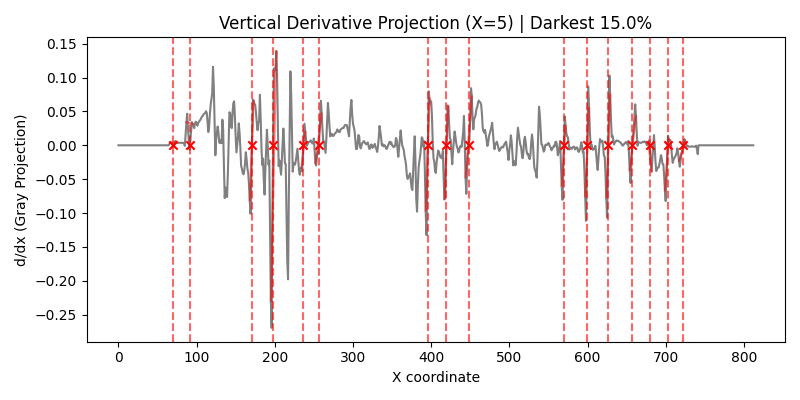 Vertical Derivative Projection (X=5) | Darkest 15.0%
d/dx (Gray Projection)
0.15
0.10
0.05
0.00
−0.05
−0.10
−0.15
−0.20
−0.25
0 100 200 300 400 500 600 700 800
X coordinate